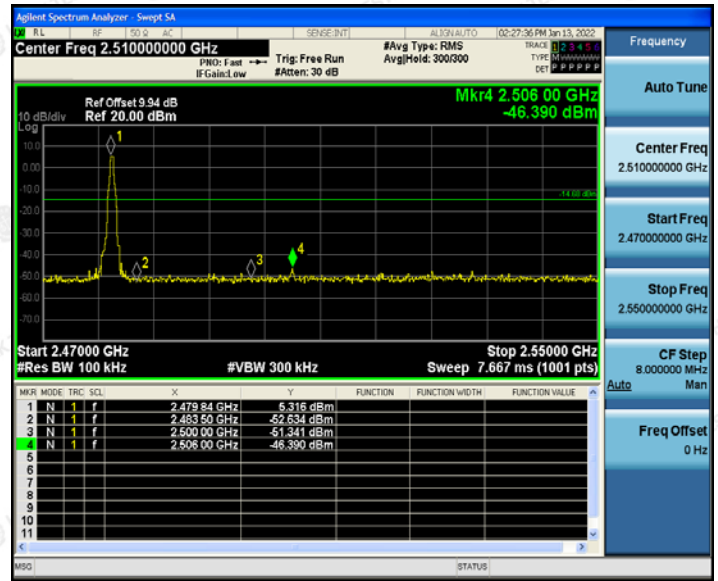 Agilent Spectrum Analyzer - Swept SA
RL RF 50 Ω AC SENSE:INT ALIGN AUTO 02:27:36 PM Jan 13, 2022
Center Freq 2.510000000 GHz
PNO: Fast
IFGain:Low
Trig: Free Run
#Atten: 30 dB
#Avg Type: RMS
Avg|Hold: 300/300
TRACE 1 2 3 4 5 6
TYPE M
DET P P P P P P
Mkr4 2.506 00 GHz
-46.390 dBm
Ref Offset 9.94 dB
10 dB/div Ref 20.00 dBm
Log
10.0
0.00
-10.0
-20.0
-30.0
-40.0
-50.0
-60.0
-70.0
-14.68 dBm
1
2
3
4
Start 2.47000 GHz Stop 2.55000 GHz
#Res BW 100 kHz #VBW 300 kHz Sweep 7.667 ms (1001 pts)
MKR MODE TRC SCL X Y FUNCTION FUNCTION WIDTH FUNCTION VALUE
1 N 1 f 2.479 84 GHz 5.316 dBm
2 N 1 f 2.483 50 GHz -52.634 dBm
3 N 1 f 2.500 00 GHz -51.341 dBm
4 N 1 f 2.506 00 GHz -46.390 dBm
5
6
7
8
9
10
11
MSG STATUS
Frequency
Auto Tune
Center Freq
2.510000000 GHz
Start Freq
2.470000000 GHz
Stop Freq
2.550000000 GHz
CF Step
8.000000 MHz
Auto Man
Freq Offset
0 Hz